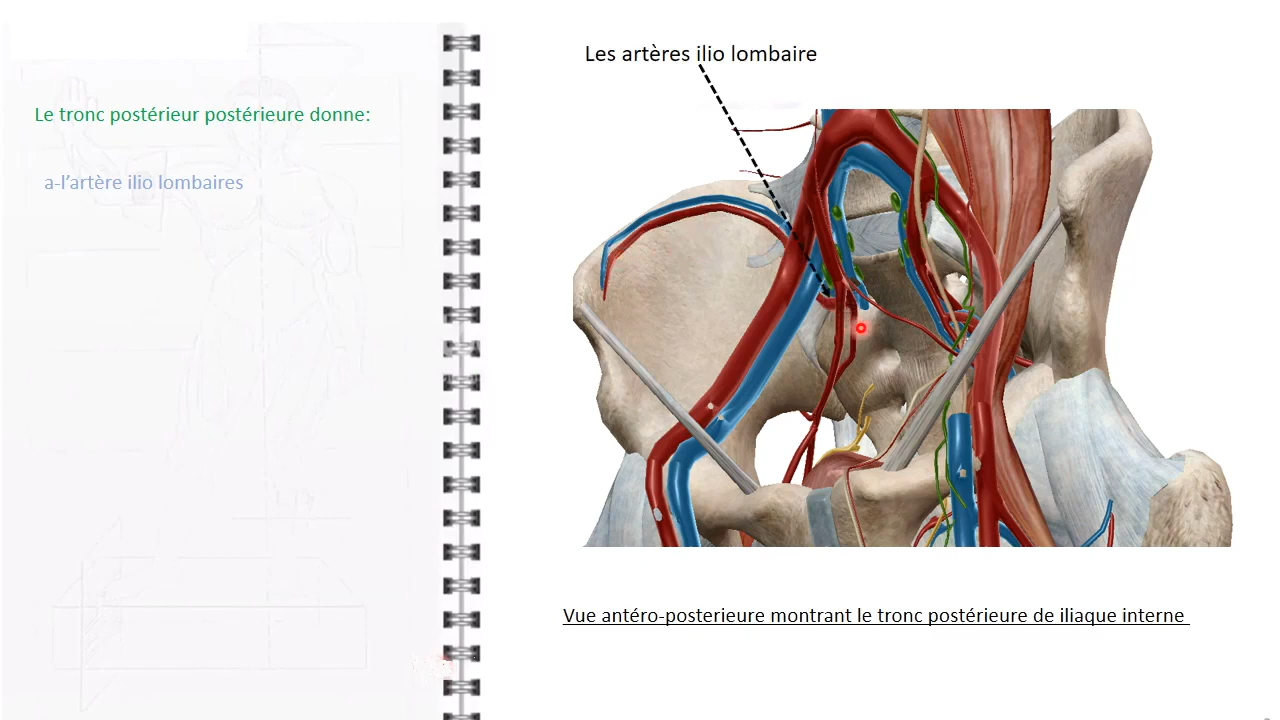 Les artères ilio lombaire
Le tronc postérieur postérieure donne:
a-l’artère ilio lombaires
Vue antéro-posterieure montrant le tronc postérieure de iliaque interne